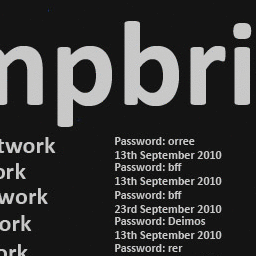 mpbri
twork
ork
work
ork
ork
Password: orree
13th September 2010
Password: bff
13th September 2010
Password: bff
23rd September 2010
Password: Deimos
13th September 2010
Password: rer